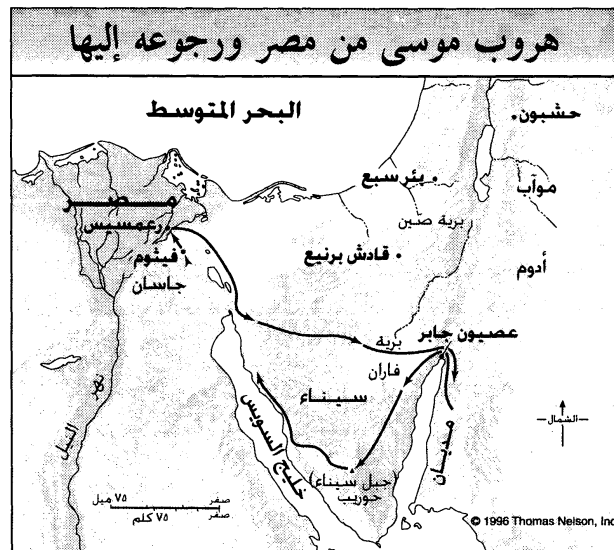 هروب موسى من مصر ورجوعه إليها
البحر المتوسط
حشبون
بئر سبع
موآب
مـصـر
رعمسيس
برية صين
فيثوم
جاسان
قادش برنيع
أدوم
عصيون جابر
برية
فاران
سيناء
الشمال
مديان
خليج السويس
نهر النيل
(جبل سيناء)
حوريب
صفر ٧٥ ميل
صفر ٧٥ كلم
© 1996 Thomas Nelson, Inc